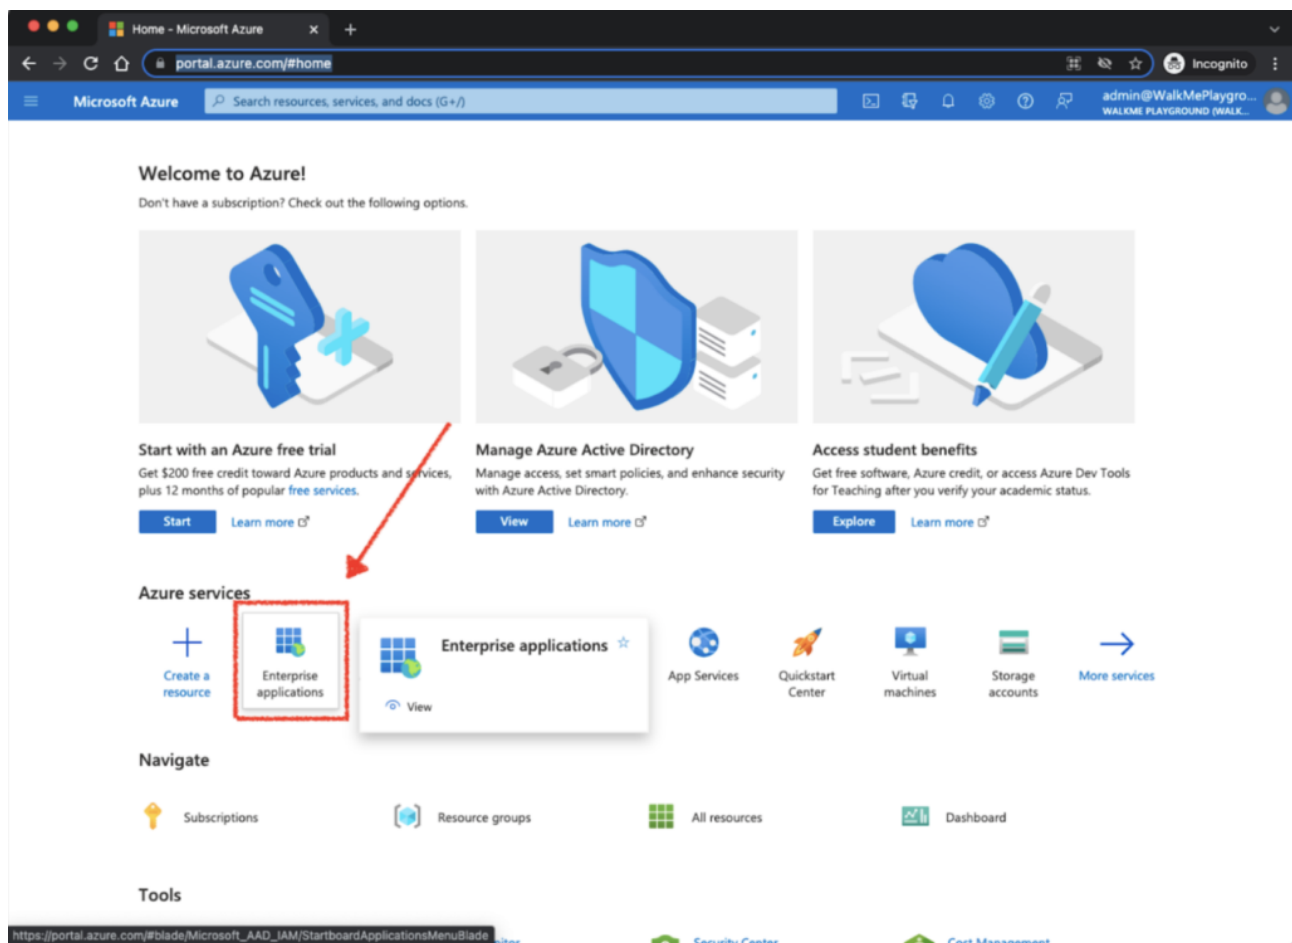 Home - Microsoft Azure
portal.azure.com/#home
Incognito
Microsoft Azure
Search resources, services, and docs (G+/)
admin@WalkMePlaygro...
WALKME PLAYGROUND (WALK...
Welcome to Azure!
Don't have a subscription? Check out the following options.
Start with an Azure free trial
Get $200 free credit toward Azure products and services,
plus 12 months of popular free services.
Start
Learn more
Manage Azure Active Directory
Manage access, set smart policies, and enhance security
with Azure Active Directory.
View
Learn more
Access student benefits
Get free software, Azure credit, or access Azure Dev Tools
for Teaching after you verify your academic status.
Explore
Learn more
Azure services
Create a
resource
Enterprise
applications
Enterprise applications
View
App Services
Quickstart
Center
Virtual
machines
Storage
accounts
More services
Navigate
Subscriptions
Resource groups
All resources
Dashboard
Tools
https://portal.azure.com/#blade/Microsoft_AAD_IAM/StartboardApplicationsMenuBlade
Security Center
Cost Management